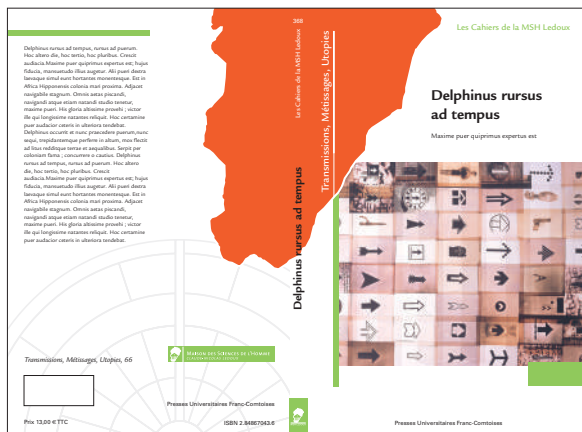 Delphinus rursus ad tempus, rursus ad puerum.
Hoc altero die, hoc tertio, hoc pluribus. Crescit
audacia.Maxime puer quiprimus expertus est; hujus
fiducia, mansuetudo illius augetur. Alii pueri destra
laevaque simul eunt hortantes monentesque. Est in
Africa Hipponensis colonia mari proxima. Adjacet
navigabile stagnum. Omnis aetas piscandi,
navigandi atque etiam natandi studio tenetur,
maxime pueri. His gloria altissime provehi ; victor
ille qui longissime natantes reliquit. Hoc certamine
puer audacior ceteris in ulteriora tendebat.
Delphinus occurrit et nunc praecedere puerum,nunc
sequi, trepidantemque perferre in altum, mox flectit
ad litus redditque terrae et aequalibus. Serpit per
coloniam fama ; concurrere o cautius. Delphinus
rursus ad tempus, rursus ad puerum. Hoc altero
die, hoc tertio, hoc pluribus. Crescit
audacia.Maxime puer quiprimus expertus est; hujus
fiducia, mansuetudo illius augetur. Alii pueri destra
laevaque simul eunt hortantes monentesque. Est in
Africa Hipponensis colonia mari proxima. Adjacet
navigabile stagnum. Omnis aetas piscandi,
navigandi atque etiam natandi studio tenetur,
maxime pueri. His gloria altissime provehi ; victor
ille qui longissime natantes reliquit. Hoc certamine
puer audacior ceteris in ulteriora tendebat.
Transmissions, Métissages, Utopies, 66
Prix 13,00 € TTC
Maison des Sciences de l'Homme
Presses Universitaires Franc-Comtoises
ISBN 2.84867043.6
368
Les Cahiers de la MSH Ledoux
Transmissions, Métissages, Utopies
Delphinus rursus ad tempus
Les Cahiers de la MSH Ledoux
Delphinus rursus
ad tempus
Maxime puer quiprimus expertus est
Presses Universitaires Franc-Comtoises